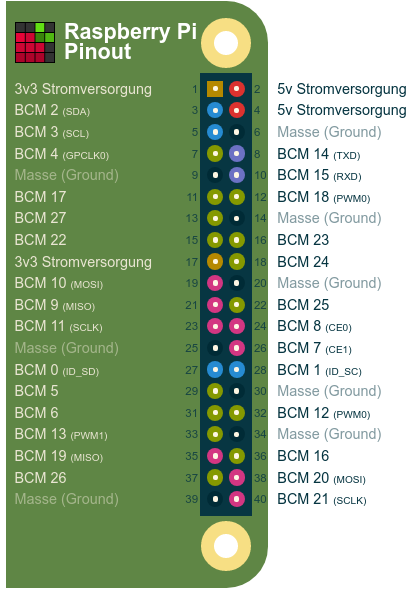 Raspberry Pi
Pinout
3v3 Stromversorgung 1 2 5v Stromversorgung
BCM 2 (SDA) 3 4 5v Stromversorgung
BCM 3 (SCL) 5 6 Masse (Ground)
BCM 4 (GPCLK0) 7 8 BCM 14 (TXD)
Masse (Ground) 9 10 BCM 15 (RXD)
BCM 17 11 12 BCM 18 (PWM0)
BCM 27 13 14 Masse (Ground)
BCM 22 15 16 BCM 23
3v3 Stromversorgung 17 18 BCM 24
BCM 10 (MOSI) 19 20 Masse (Ground)
BCM 9 (MISO) 21 22 BCM 25
BCM 11 (SCLK) 23 24 BCM 8 (CE0)
Masse (Ground) 25 26 BCM 7 (CE1)
BCM 0 (ID_SD) 27 28 BCM 1 (ID_SC)
BCM 5 29 30 Masse (Ground)
BCM 6 31 32 BCM 12 (PWM0)
BCM 13 (PWM1) 33 34 Masse (Ground)
BCM 19 (MISO) 35 36 BCM 16
BCM 26 37 38 BCM 20 (MOSI)
Masse (Ground) 39 40 BCM 21 (SCLK)